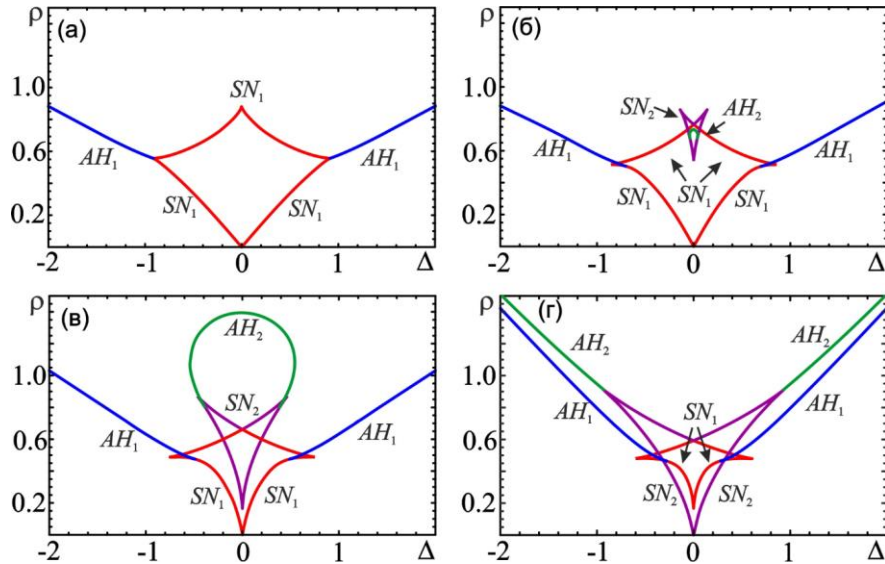 ρ (а)
1.0
0.6
0.2
SN₁
AH₁ AH₁
SN₁ SN₁
-2 -1 0 1 Δ
(б)
1.0
0.6
0.2
SN₂ AH₂
AH₁ SN₁ AH₁
SN₁ SN₁
-2 -1 0 1 Δ
ρ (в)
1.0
0.6
0.2
AH₂
SN₂
AH₁ AH₁
SN₁ SN₁
-2 -1 0 1 Δ
ρ (г)
1.0
0.6
0.2
AH₂ AH₂
AH₁ SN₁ AH₁
SN₂ SN₂
-2 -1 0 1 Δ